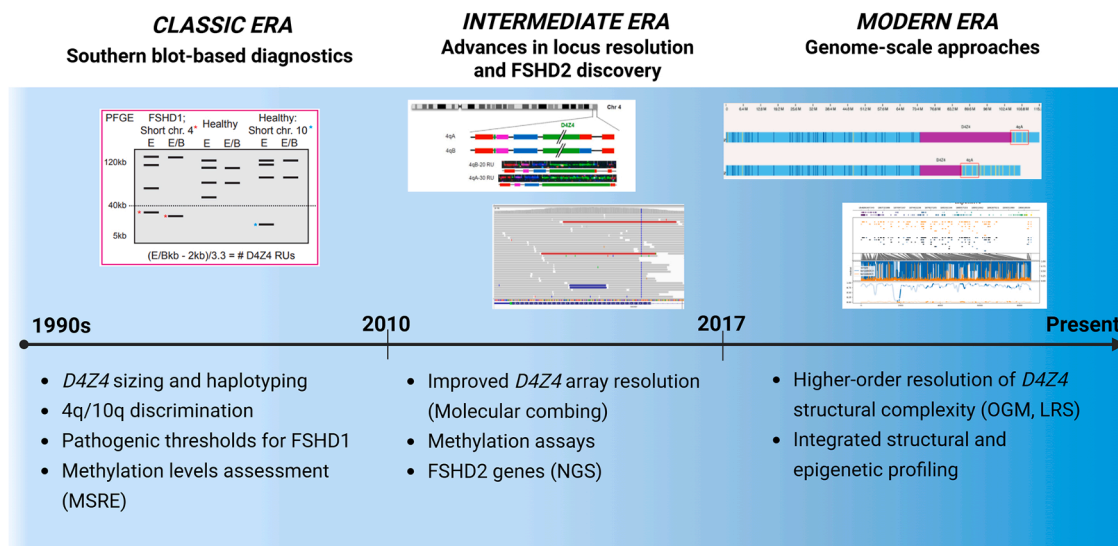 CLASSIC ERA
Southern blot-based diagnostics
INTERMEDIATE ERA
Advances in locus resolution
and FSHD2 discovery
MODERN ERA
Genome-scale approaches
PFGE
FSHD1;
Short chr. 4*
Healthy
Healthy:
Short chr. 10*
E E/B
E E/B
E E/B
120kb
40kb
5kb
*
*
*
(E/Bkb - 2kb)/3.3 = # D4Z4 RUs
Chr 4
D4Z4
4qA
4qB
4qB-20 RU
4qA-30 RU
D4Z4
4qA
D4Z4
4qA
1990s
2010
2017
Present
• D4Z4 sizing and haplotyping
• 4q/10q discrimination
• Pathogenic thresholds for FSHD1
• Methylation levels assessment
(MSRE)
• Improved D4Z4 array resolution
(Molecular combing)
• Methylation assays
• FSHD2 genes (NGS)
• Higher-order resolution of D4Z4
structural complexity (OGM, LRS)
• Integrated structural and
epigenetic profiling